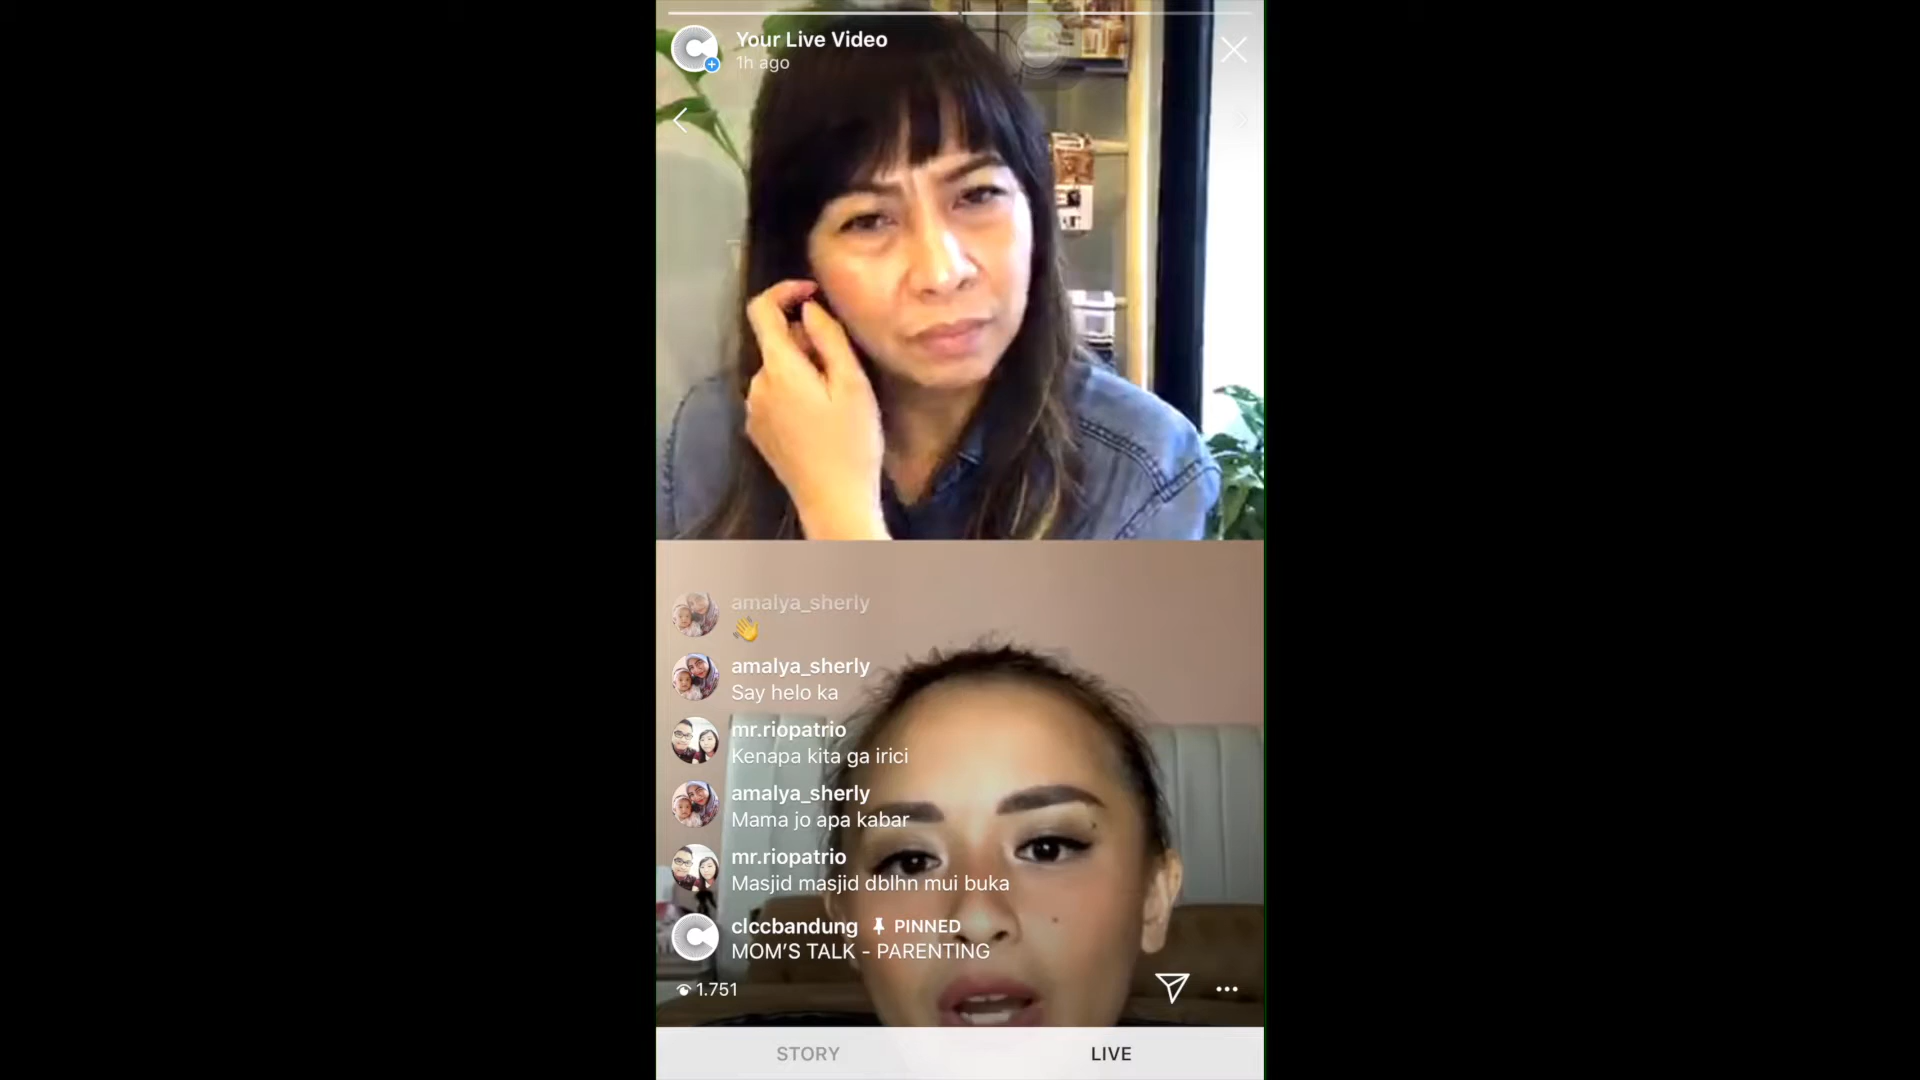 Your Live Video
1h ago
amalya_sherly
👋
amalya_sherly
Say helo ka
mr.riopatrio
Kenapa kita ga irici
amalya_sherly
Mama jo apa kabar
mr.riopatrio
Masjid masjid dblhn mui buka
clccbandung PINNED
MOM'S TALK - PARENTING
1.751
STORY LIVE